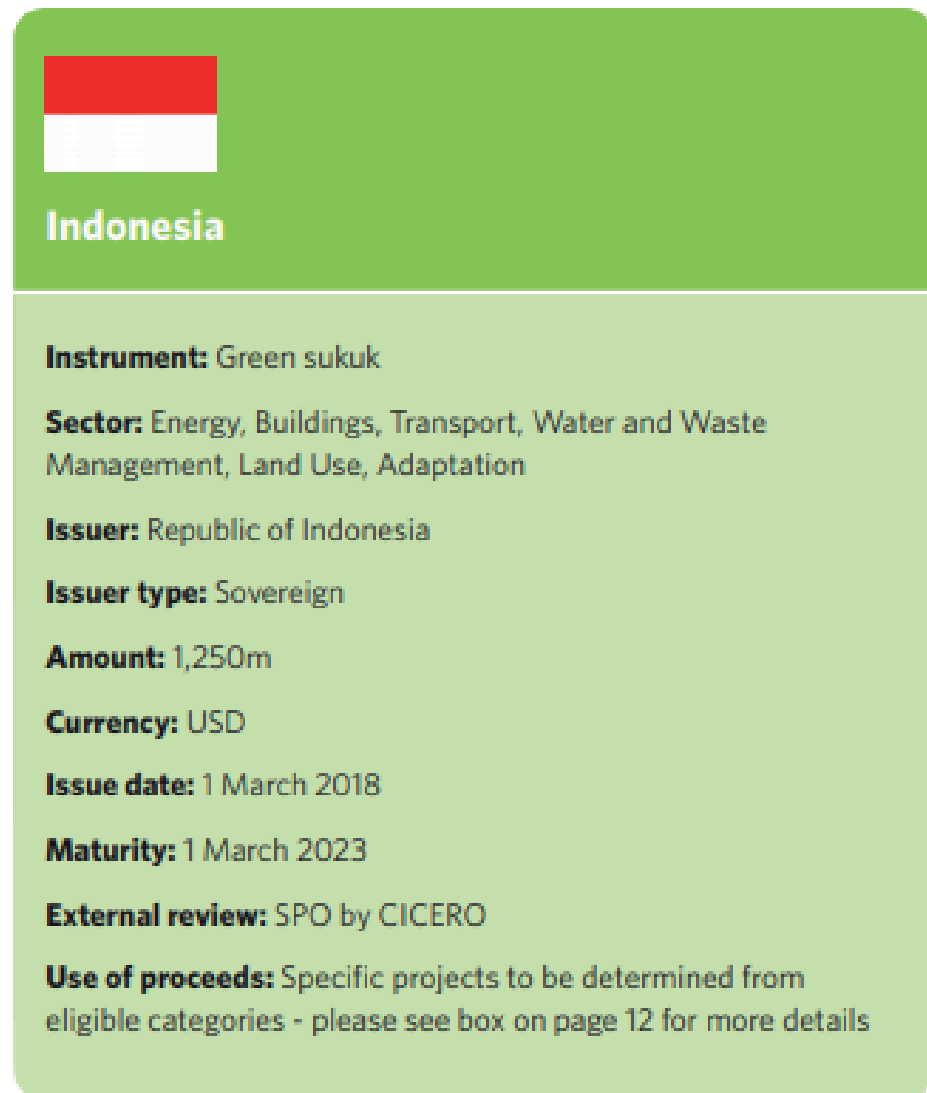 Indonesia
Instrument: Green sukuk
Sector: Energy, Buildings, Transport, Water and Waste
Management, Land Use, Adaptation
Issuer: Republic of Indonesia
Issuer type: Sovereign
Amount: 1,250m
Currency: USD
Issue date: 1 March 2018
Maturity: 1 March 2023
External review: SPO by CICERO
Use of proceeds: Specific projects to be determined from
eligible categories - please see box on page 12 for more details